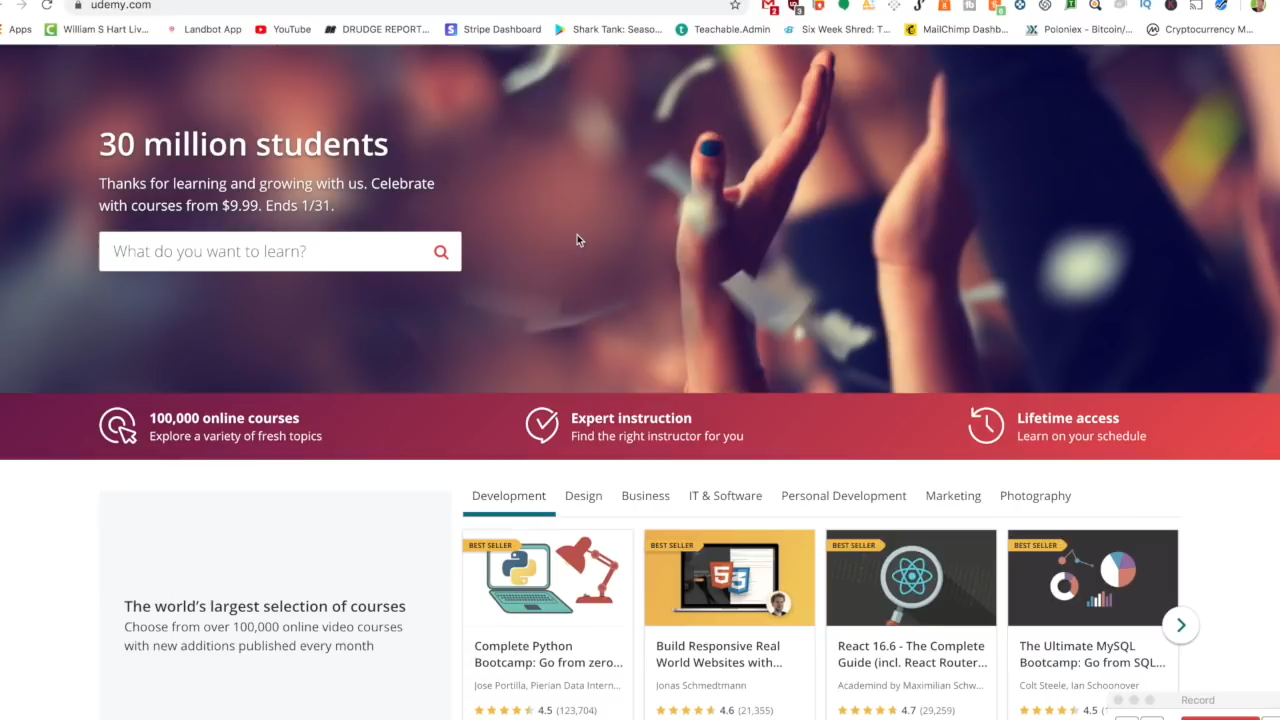 udemy.com
Apps
William S Hart Liv...
Landbot App
YouTube
DRUDGE REPORT...
Stripe Dashboard
Shark Tank: Seaso...
Teachable.Admin
Six Week Shred: T...
MailChimp Dashb...
Poloniex - Bitcoin/...
Cryptocurrency M...
30 million students
Thanks for learning and growing with us. Celebrate
with courses from $9.99. Ends 1/31.
What do you want to learn?
100,000 online courses
Explore a variety of fresh topics
Expert instruction
Find the right instructor for you
Lifetime access
Learn on your schedule
Development
Design
Business
IT & Software
Personal Development
Marketing
Photography
The world's largest selection of courses
Choose from over 100,000 online video courses
with new additions published every month
BEST SELLER
Complete Python
Bootcamp: Go from zero...
Jose Portilla, Pierian Data Intern...
4.5 (123,704)
BEST SELLER
Build Responsive Real
World Websites with...
Jonas Schmedtmann
4.6 (21,355)
BEST SELLER
React 16.6 - The Complete
Guide (incl. React Router...
Academind by Maximilian Schw...
4.7 (29,259)
BEST SELLER
The Ultimate MySQL
Bootcamp: Go from SQL...
Colt Steele, Ian Schoonover
4.5
Record